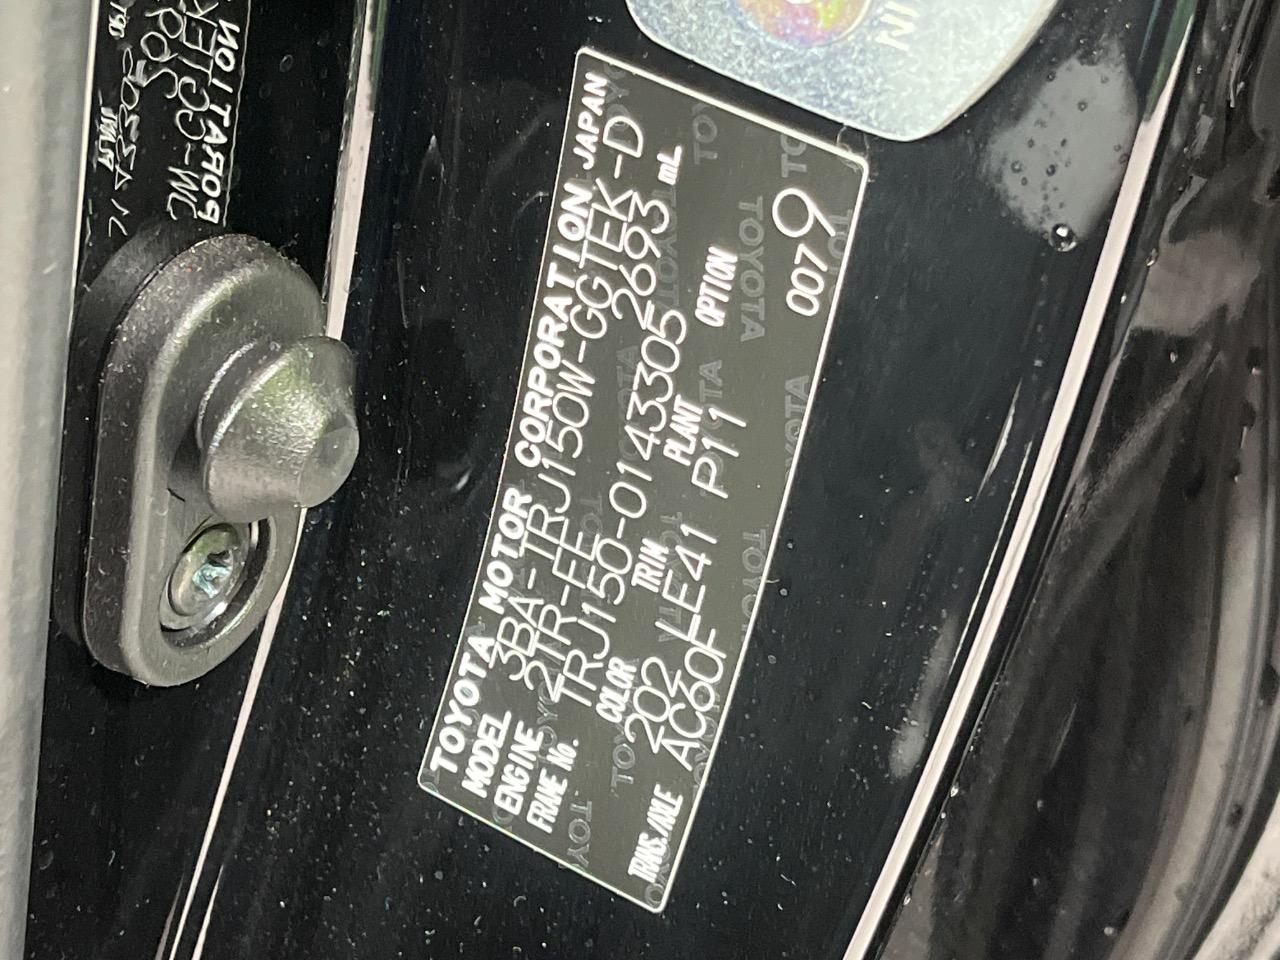 TOYOTA MOTOR CORPORATION JAPAN
MODEL 3BA-TRJ150W-GGTEK-D
ENGINE 2TR-FE 2693 mL
FRAME No. TRJ150-0143305
COLOR TRIM PLANT OPTION
202 LE41 P11
TRANS./AXLE AC60F
0079